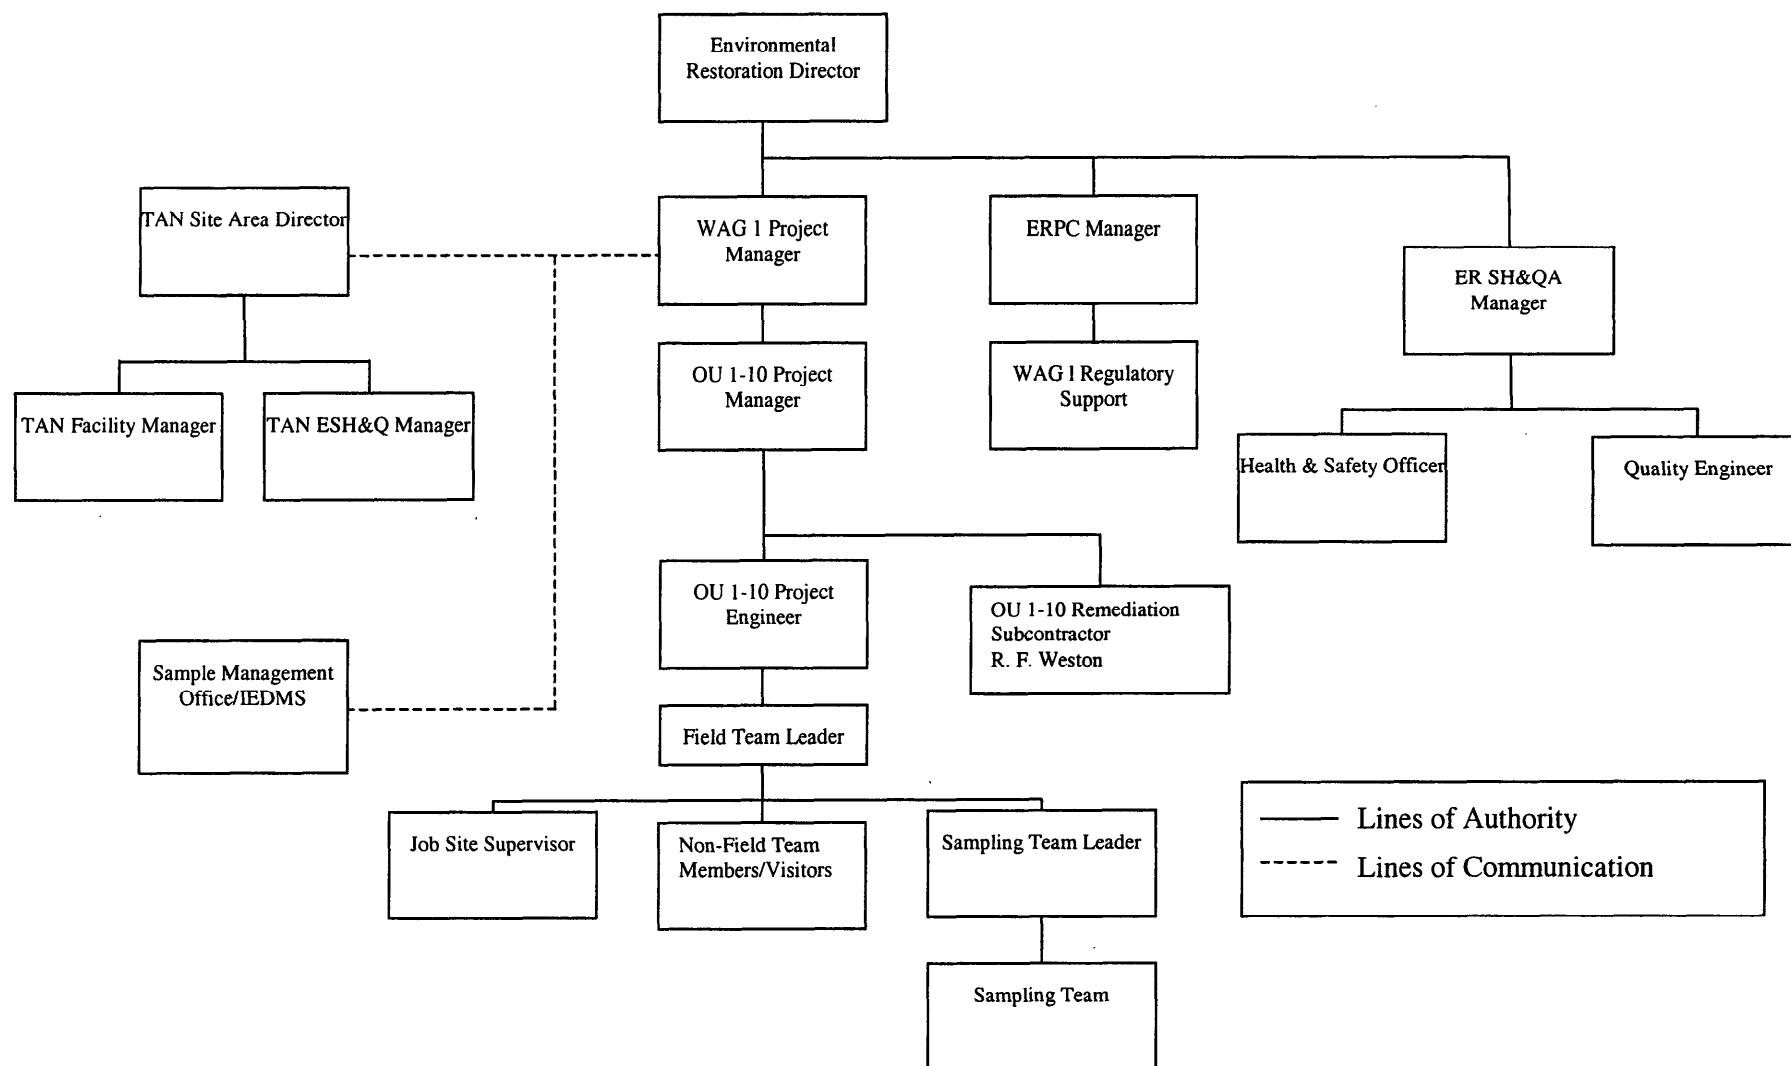 Environmental
Restoration Director
TAN Site Area Director
WAG 1 Project
Manager
ERPC Manager
ER SH&QA
Manager
OU 1-10 Project
Manager
WAG 1 Regulatory
Support
TAN Facility Manager
TAN ESH&Q Manager
Health & Safety Officer
Quality Engineer
OU 1-10 Project
Engineer
OU 1-10 Remediation
Subcontractor
R. F. Weston
Sample Management
Office/IEDMS
Field Team Leader
Job Site Supervisor
Non-Field Team
Members/Visitors
Sampling Team Leader
Sampling Team
Lines of Authority
Lines of Communication